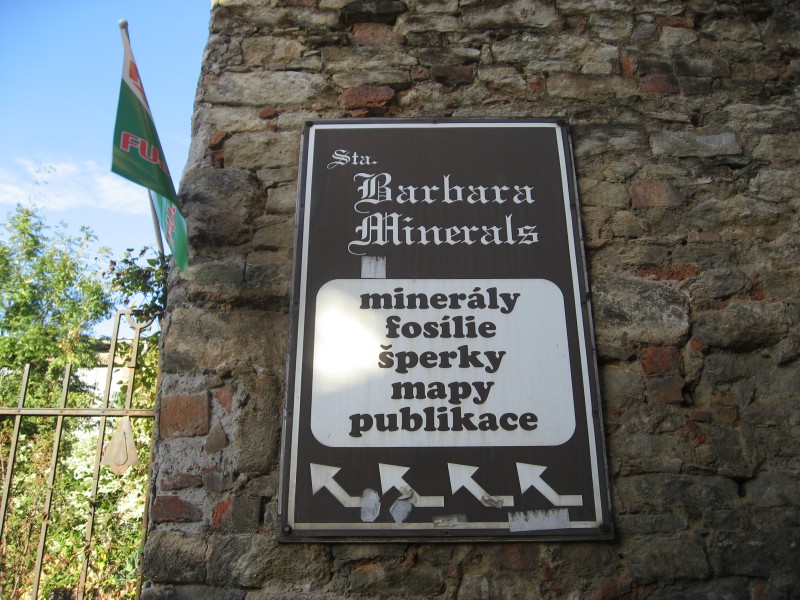 Sta.
Barbara
Minerals
minerály
fosílie
šperky
mapy
publikace